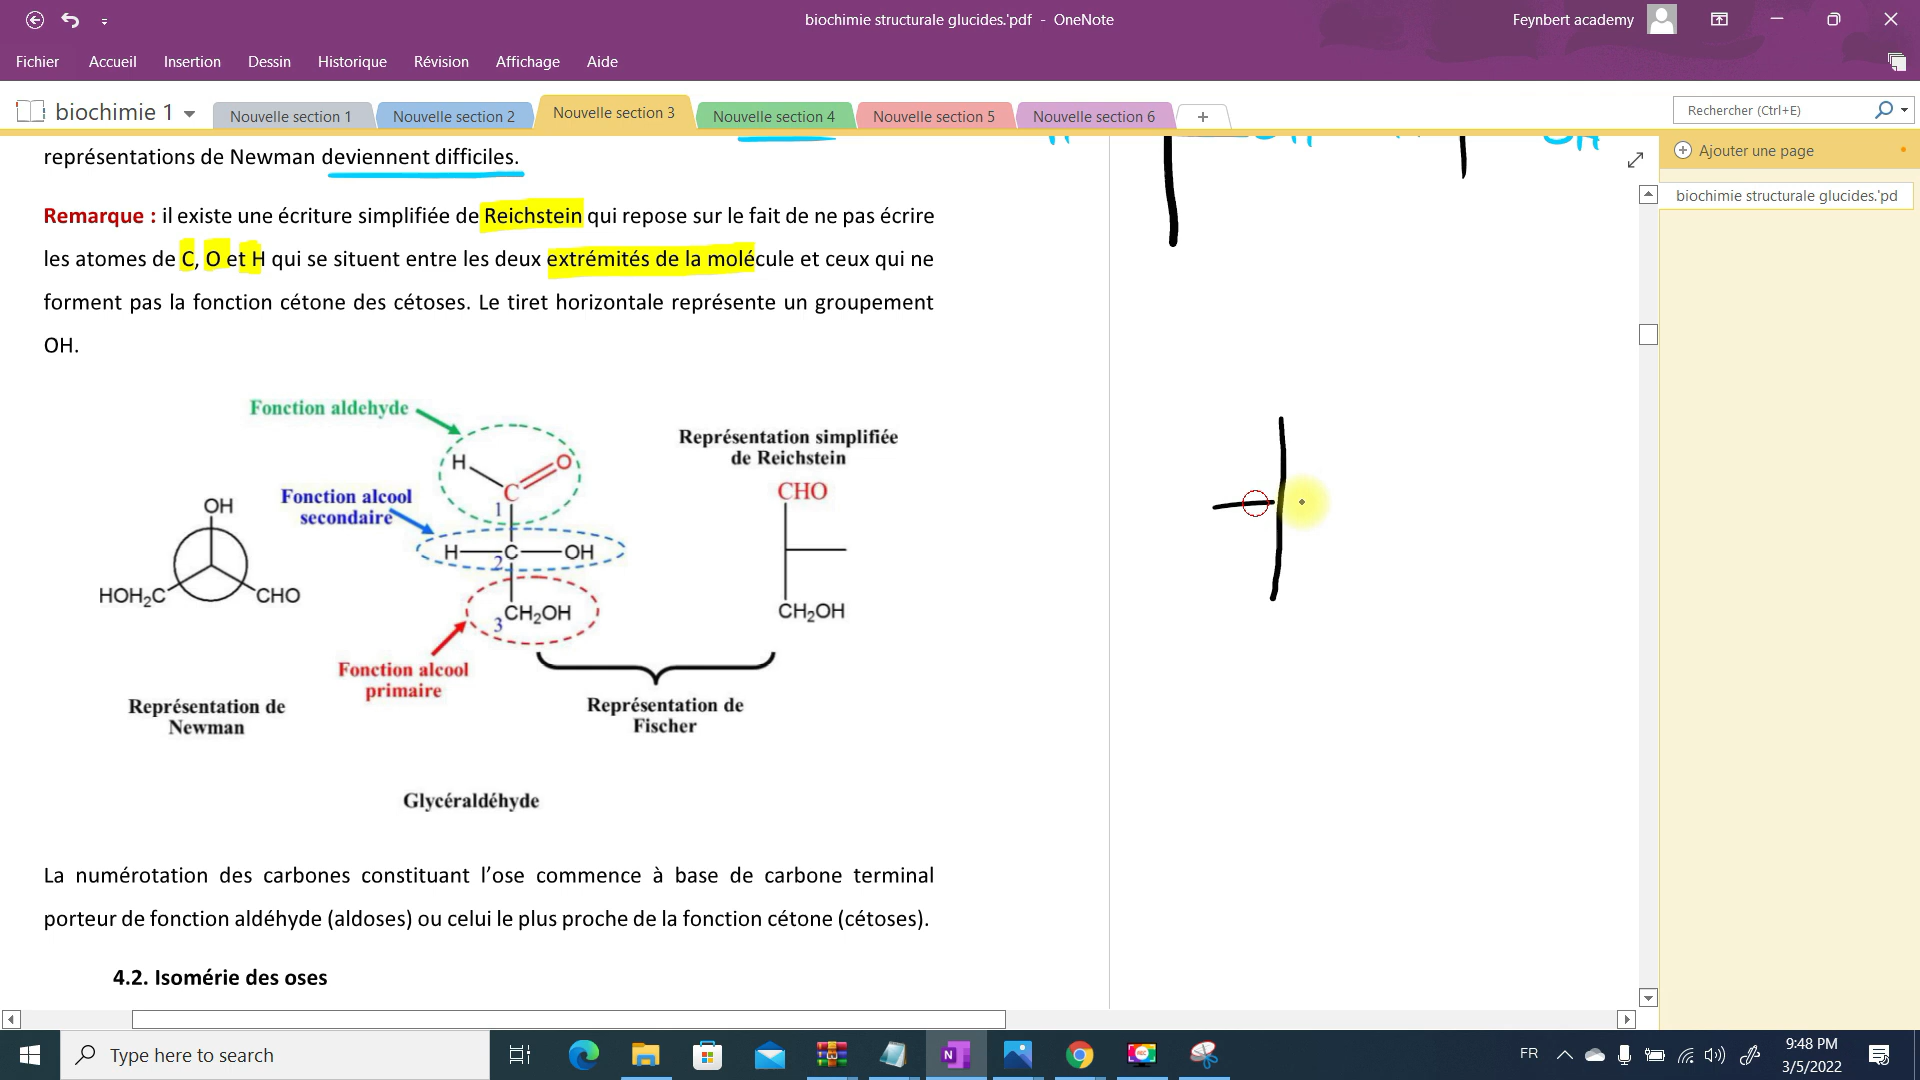 biochimie structurale glucides.'pdf - OneNote
Feynbert academy
Fichier Accueil Insertion Dessin Historique Révision Affichage Aide
biochimie 1
Nouvelle section 1 Nouvelle section 2 Nouvelle section 3 Nouvelle section 4 Nouvelle section 5 Nouvelle section 6 +
Rechercher (Ctrl+E)
Ajouter une page
biochimie structurale glucides.'pd
représentations de Newman deviennent difficiles.
Remarque : il existe une écriture simplifiée de Reichstein qui repose sur le fait de ne pas écrire
les atomes de C, O et H qui se situent entre les deux extrémités de la molécule et ceux qui ne
forment pas la fonction cétone des cétoses. Le tiret horizontale représente un groupement
OH.
Fonction aldehyde
H O
C
1
Fonction alcool
secondaire
H C OH
2
CH2OH
3
Fonction alcool
primaire
OH
HOH2C CHO
Représentation de
Newman
Représentation simplifiée
de Reichstein
CHO
CH2OH
Représentation de
Fischer
Glycéraldéhyde
La numérotation des carbones constituant l’ose commence à base de carbone terminal
porteur de fonction aldéhyde (aldoses) ou celui le plus proche de la fonction cétone (cétoses).
4.2. Isomérie des oses
Type here to search
FR
9:48 PM
3/5/2022